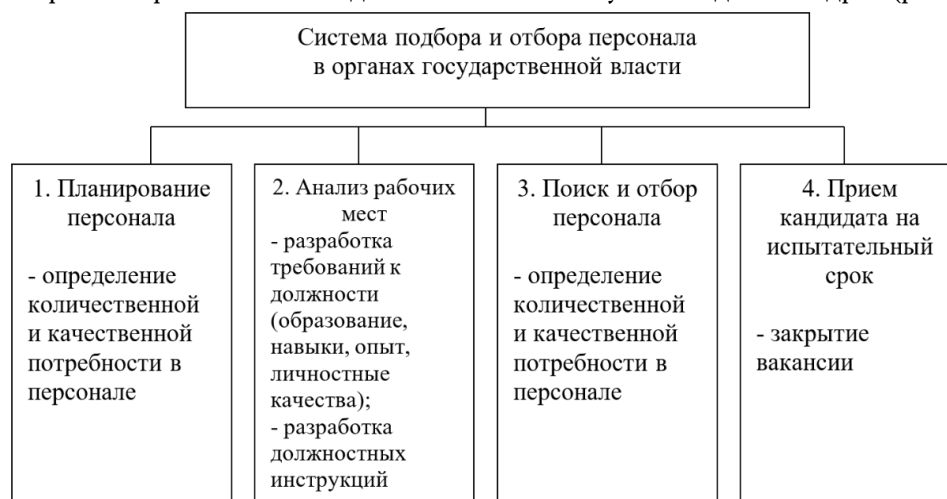 Система подбора и отбора персонала
в органах государственной власти
1. Планирование
персонала
- определение
количественной
и качественной
потребности в
персонале
2. Анализ рабочих
мест
- разработка
требований к
должности
(образование,
навыки, опыт,
личностные
качества);
- разработка
должностных
инструкций
3. Поиск и отбор
персонала
- определение
количественной
и качественной
потребности в
персонале
4. Прием
кандидата на
испытательный
срок
- закрытие
вакансии